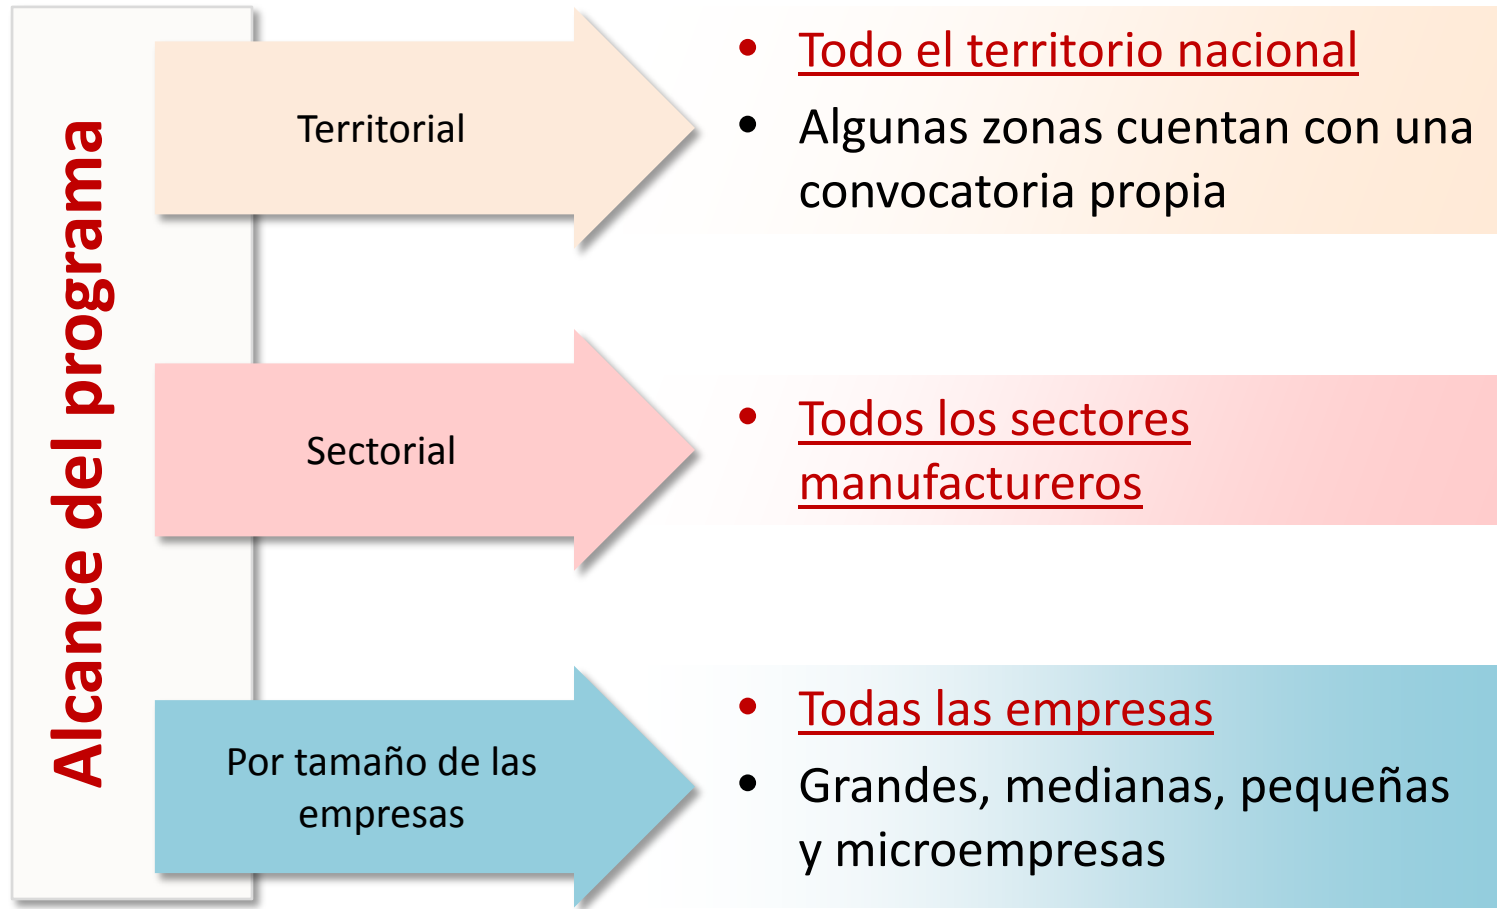 Alcance del programa
Territorial
• Todo el territorio nacional
• Algunas zonas cuentan con una
convocatoria propia
Sectorial
• Todos los sectores
manufactureros
Por tamaño de las
empresas
• Todas las empresas
• Grandes, medianas, pequeñas
y microempresas